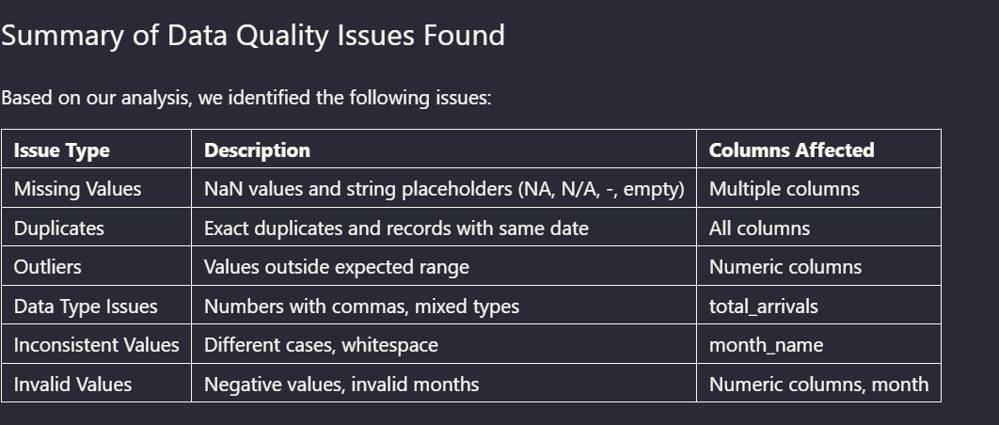 Summary of Data Quality Issues Found
Based on our analysis, we identified the following issues:
Issue Type Description Columns Affected
Missing Values NaN values and string placeholders (NA, N/A, -, empty) Multiple columns
Duplicates Exact duplicates and records with same date All columns
Outliers Values outside expected range Numeric columns
Data Type Issues Numbers with commas, mixed types total_arrivals
Inconsistent Values Different cases, whitespace month_name
Invalid Values Negative values, invalid months Numeric columns, month